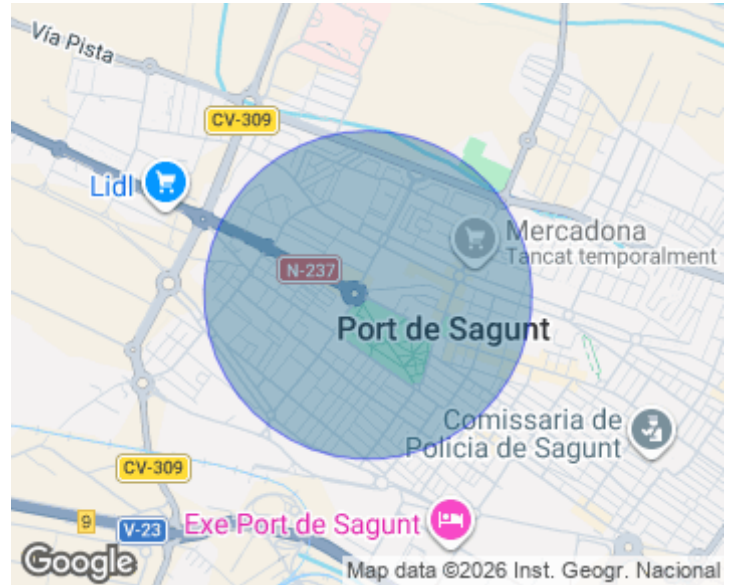 Vía Pista
CV-309
Lidl
Mercadona
Tancat temporalment
N-237
Port de Sagunt
Comissaria de
Policia de Sagunt
CV-309
9
V-23
Exe Port de Sagunt
Google
Map data ©2026 Inst. Geogr. Nacional